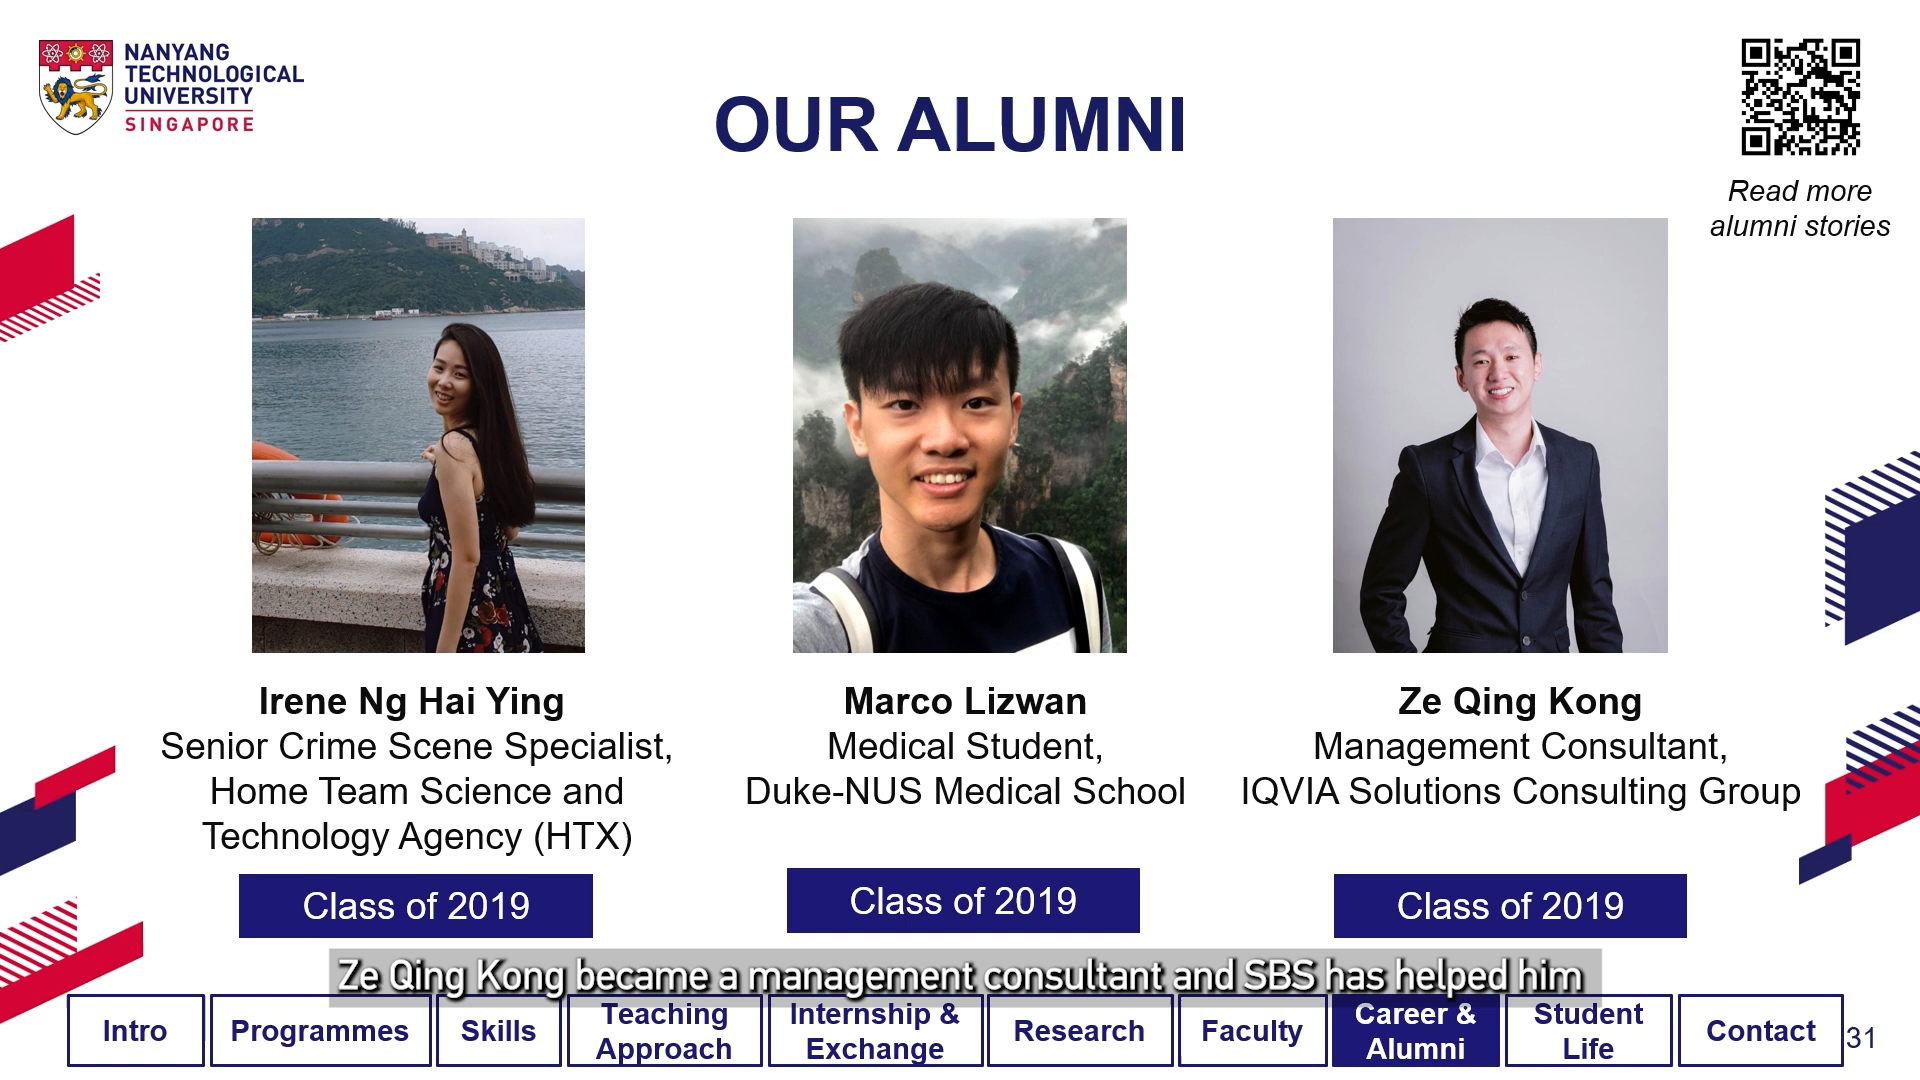 NANYANG
TECHNOLOGICAL
UNIVERSITY
SINGAPORE
OUR ALUMNI
Read more
alumni stories
Irene Ng Hai Ying
Senior Crime Scene Specialist,
Home Team Science and
Technology Agency (HTX)
Class of 2019
Marco Lizwan
Medical Student,
Duke-NUS Medical School
Class of 2019
Ze Qing Kong
Management Consultant,
IQVIA Solutions Consulting Group
Class of 2019
Ze Qing Kong became a management consultant and SBS has helped him
Intro
Programmes
Skills
Teaching
Approach
Internship &
Exchange
Research
Faculty
Career &
Alumni
Student
Life
Contact
31